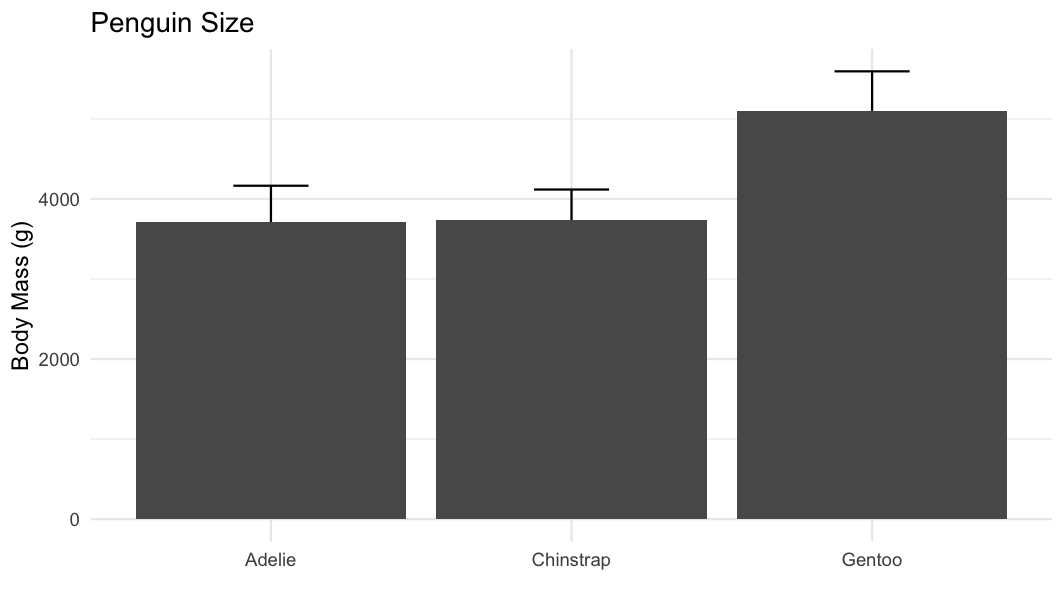 Penguin Size
Body Mass (g)
4000
2000
0
Adelie
Chinstrap
Gentoo